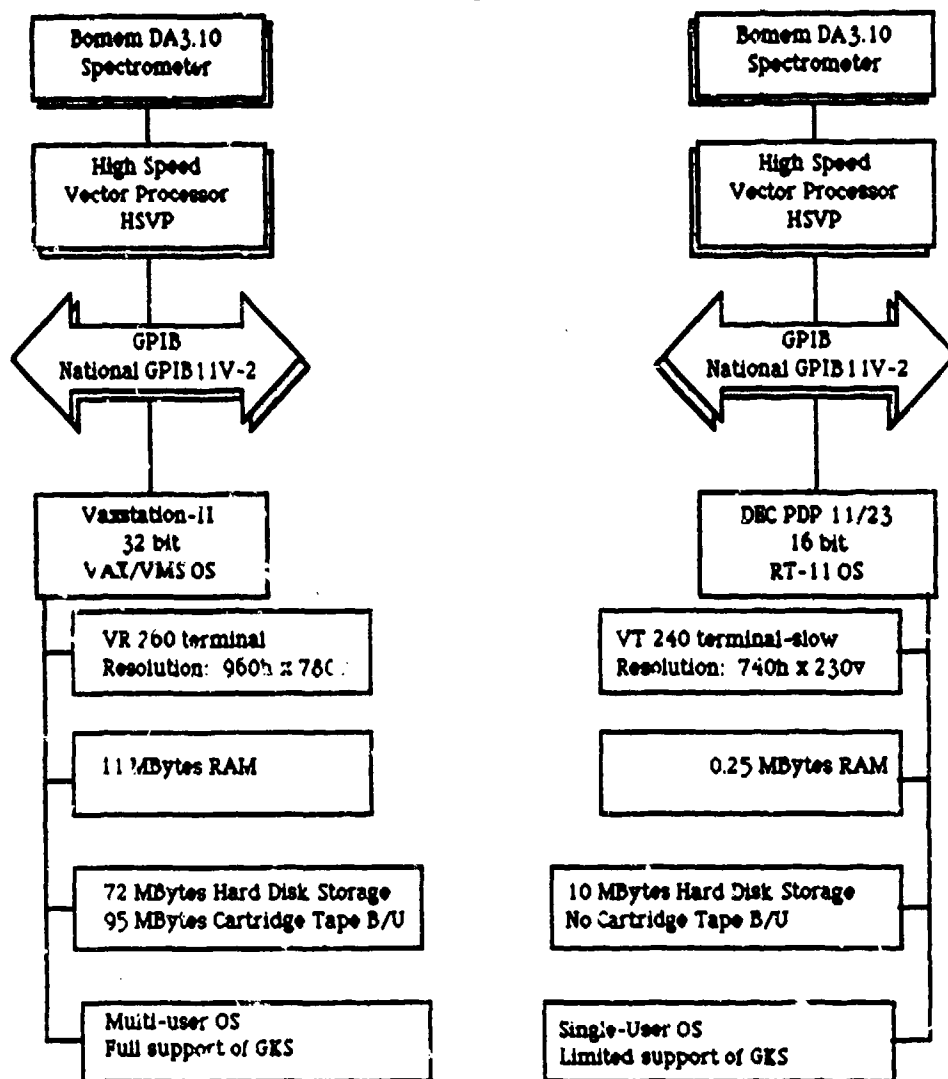 Bomem DA3.10
Spectrometer
High Speed
Vector Processor
HSVP
GPIB
National GPIB11V-2
Vaxstation-II
32 bit
VAX/VMS OS
VR 260 terminal
Resolution: 960h x 780
11 MBytes RAM
72 MBytes Hard Disk Storage
95 MBytes Cartridge Tape B/U
Multi-user OS
Full support of GKS
Bomem DA3.10
Spectrometer
High Speed
Vector Processor
HSVP
GPIB
National GPIB11V-2
DEC PDP 11/23
16 bit
RT-11 OS
VT 240 terminal-slow
Resolution: 740h x 230v
0.25 MBytes RAM
10 MBytes Hard Disk Storage
No Cartridge Tape B/U
Single-User OS
Limited support of GKS